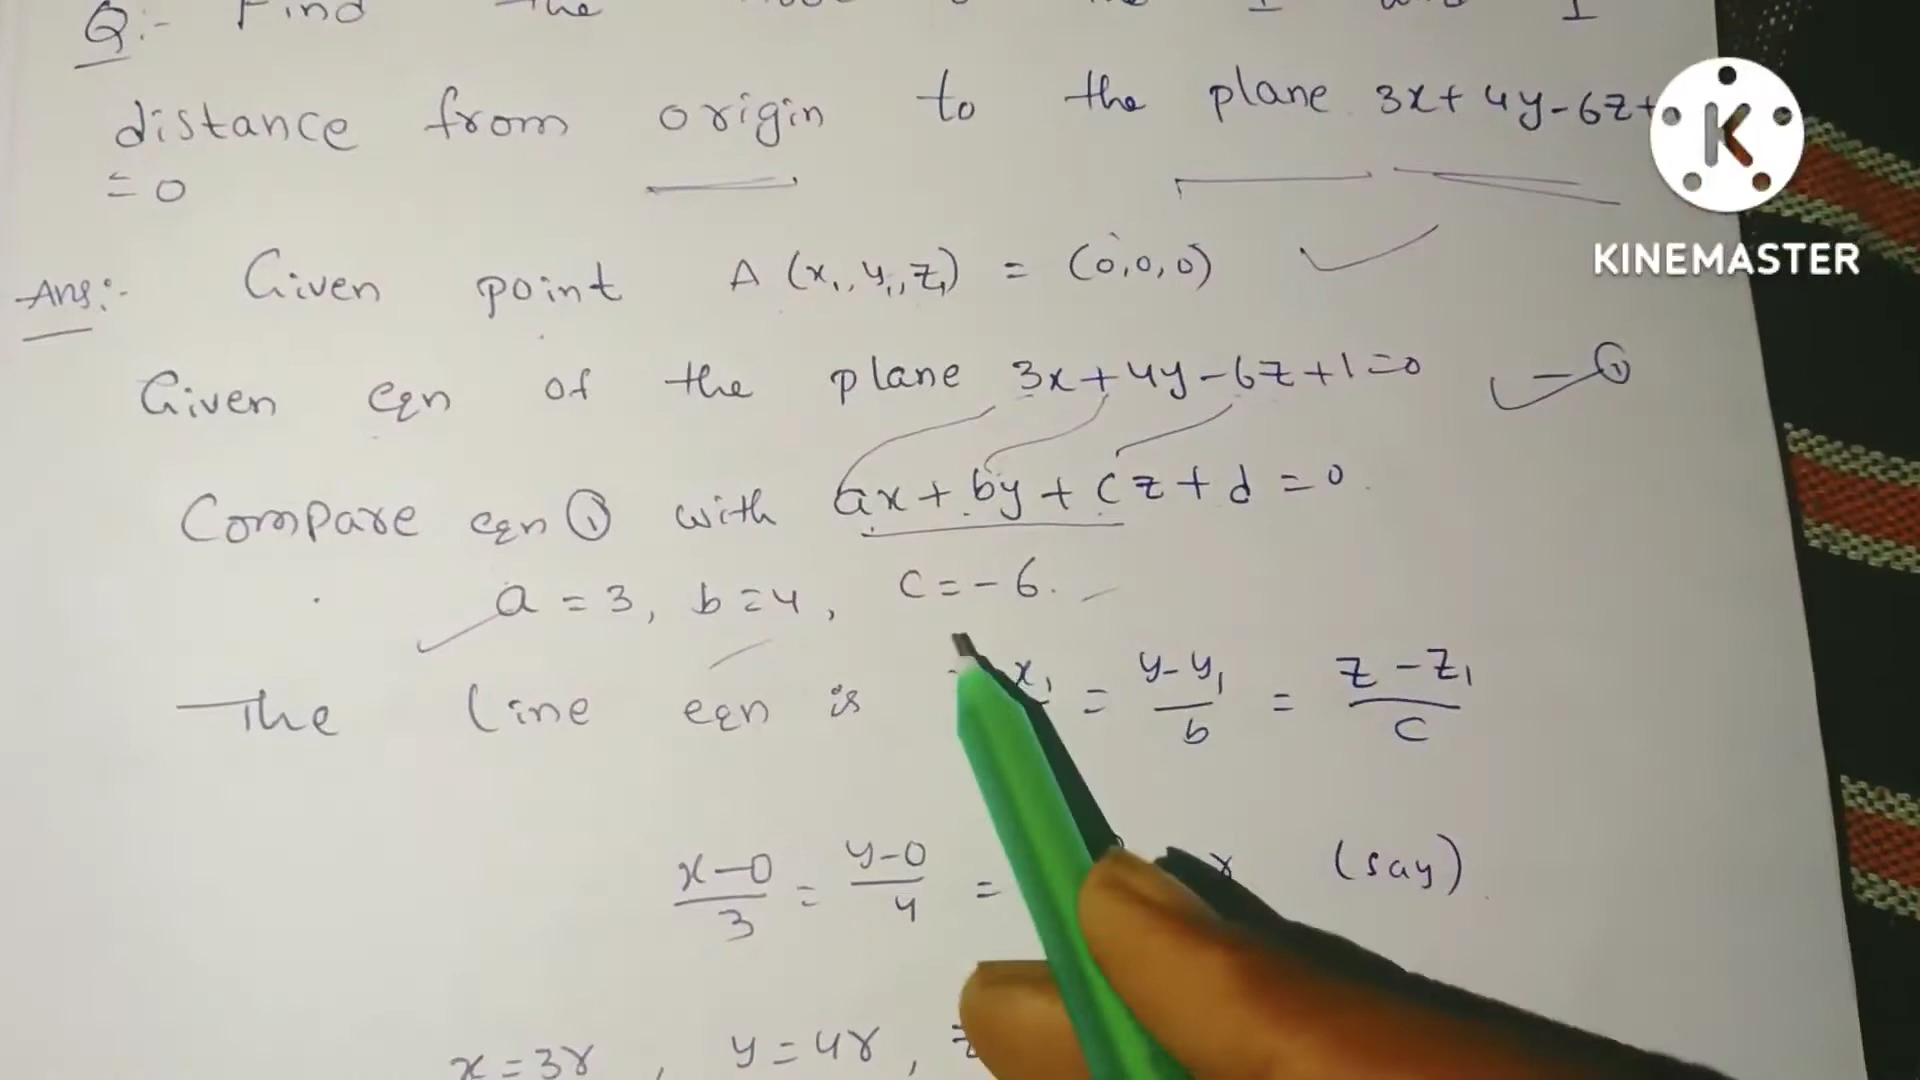 Q:- Find the
distance from origin to the plane 3x+4y-6z+
=0
Ans:- Given point A (x₁, y₁, z₁) = (0,0,0)
Given eqn of the plane 3x+4y-6z+1=0 - ①
Compare eqn ① with ax+by+cz+d=0
a=3, b=4, c=-6.
The line eqn is x₁ = y-y₁/b = z-z₁/c
x-0/3 = y-0/4 = r (say)
x=3r, y=4r, z
K
KINEMASTER